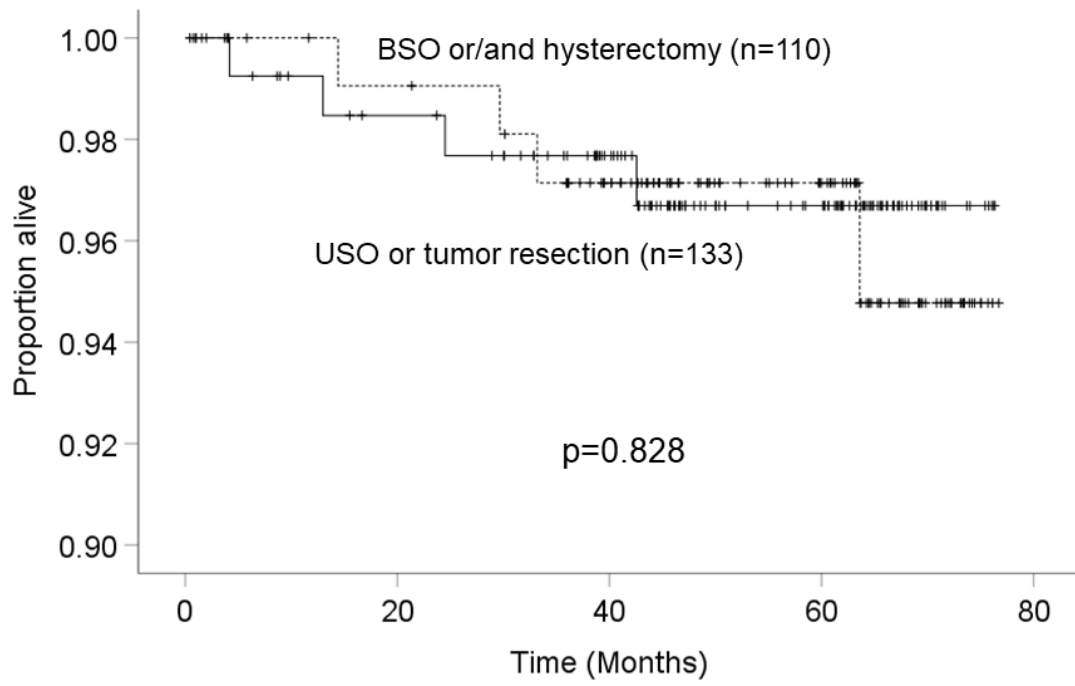 1.00
BSO or/and hysterectomy (n=110)
0.98
0.96
USO or tumor resection (n=133)
0.94
0.92
p=0.828
0.90
Proportion alive
0 20 40 60 80
Time (Months)